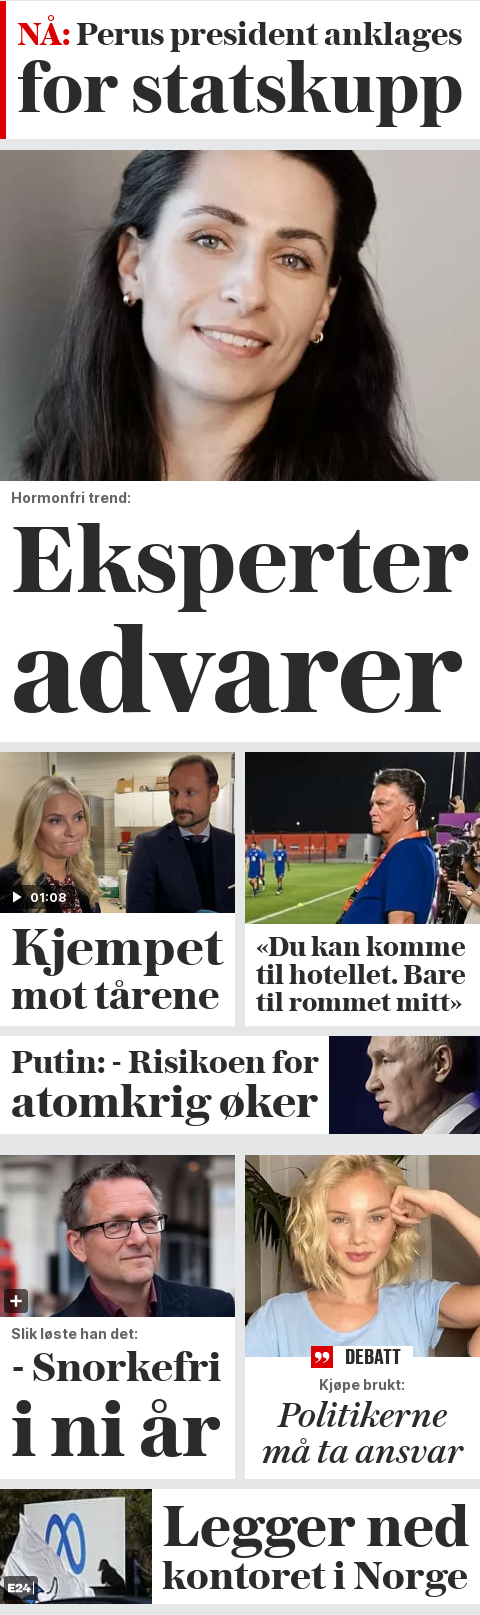 NÅ: Perus president anklages
for statskupp
Hormonfri trend:
Eksperter
advarer
01:08
Kjempet
mot tårene
«Du kan komme
til hotellet. Bare
til rommet mitt»
Putin: - Risikoen for
atomkrig øker
Slik løste han det:
- Snorkefri
i ni år
DEBATT
Kjøpe brukt:
Politikerne
må ta ansvar
E24
Legger ned
kontoret i Norge